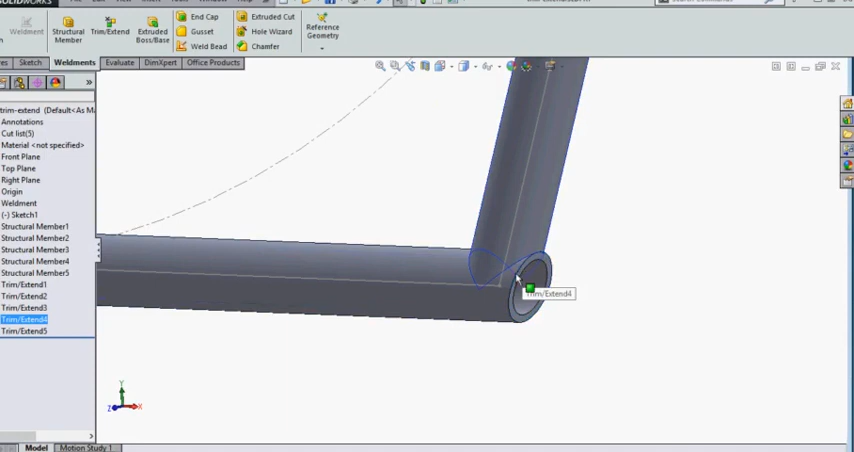 SOLIDWORKS
Weldment
Structural Member
Trim/Extend
Extruded Boss/Base
End Cap
Gusset
Weld Bead
Extruded Cut
Hole Wizard
Chamfer
Reference Geometry
Sketch
Weldments
Evaluate
DimXpert
Office Products
trim-extend (Default<As Ma
Annotations
Cut list(5)
Material <not specified>
Front Plane
Top Plane
Right Plane
Origin
Weldment
(-) Sketch1
Structural Member1
Structural Member2
Structural Member3
Structural Member4
Structural Member5
Trim/Extend1
Trim/Extend2
Trim/Extend3
Trim/Extend4
Trim/Extend5
Trim/Extend4
Y
Z
X
Model
Motion Study 1